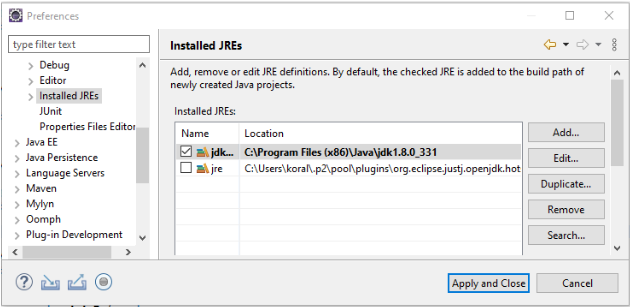 Preferences
type filter text
Debug
Editor
Installed JREs
JUnit
Properties Files Editor
Java EE
Java Persistence
Language Servers
Maven
Mylyn
Oomph
Plug-in Development
Installed JREs
Add, remove or edit JRE definitions. By default, the checked JRE is added to the build path of
newly created Java projects.
Installed JREs:
Name Location
jdk... C:\Program Files (x86)\Java\jdk1.8.0_331
jre C:\Users\koral\.p2\pool\plugins\org.eclipse.justj.openjdk.hot
Add...
Edit...
Duplicate...
Remove
Search...
Apply and Close
Cancel